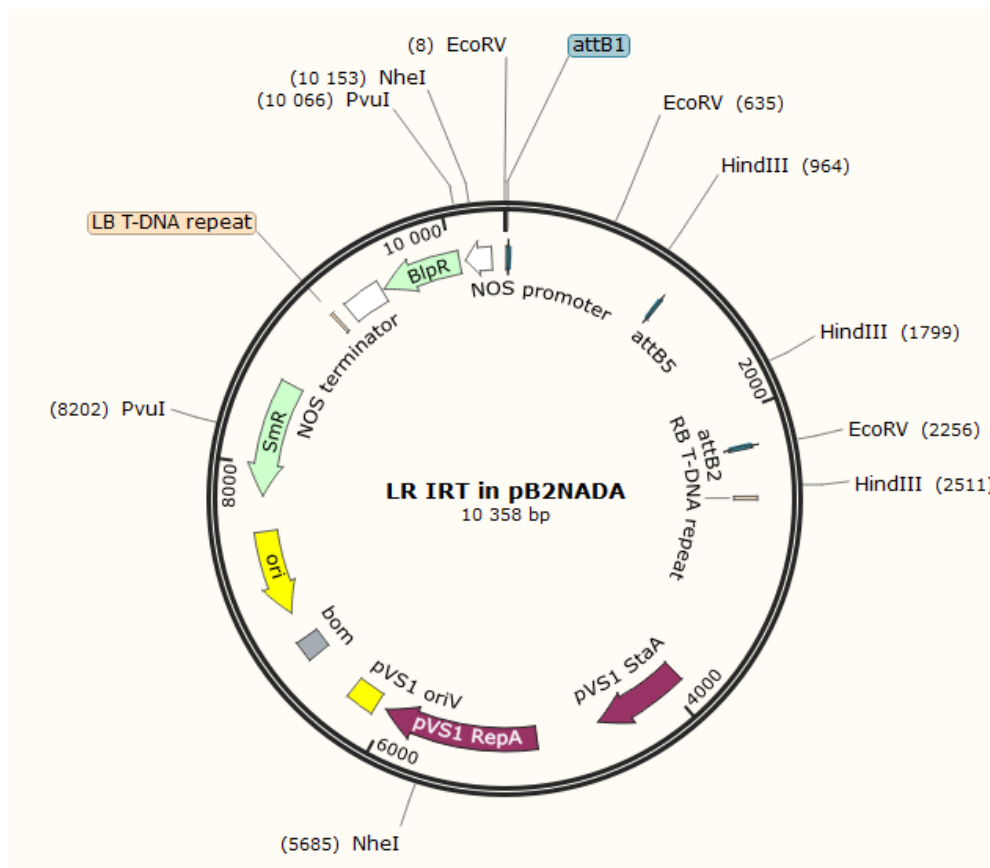 (8) EcoRV
attB1
(10 153) NheI
(10 066) PvuI
EcoRV (635)
HindIII (964)
LB T-DNA repeat
10 000
BlpR
NOS promoter
attB5
HindIII (1799)
2000
NOS terminator
(8202) PvuI
SmR
EcoRV (2256)
attB2
RB T-DNA repeat
HindIII (2511)
8000
LR IRT in pB2NADA
10 358 bp
ori
bom
pVS1 StaA
pVS1 oriV
4000
pVS1 RepA
6000
(5685) NheI